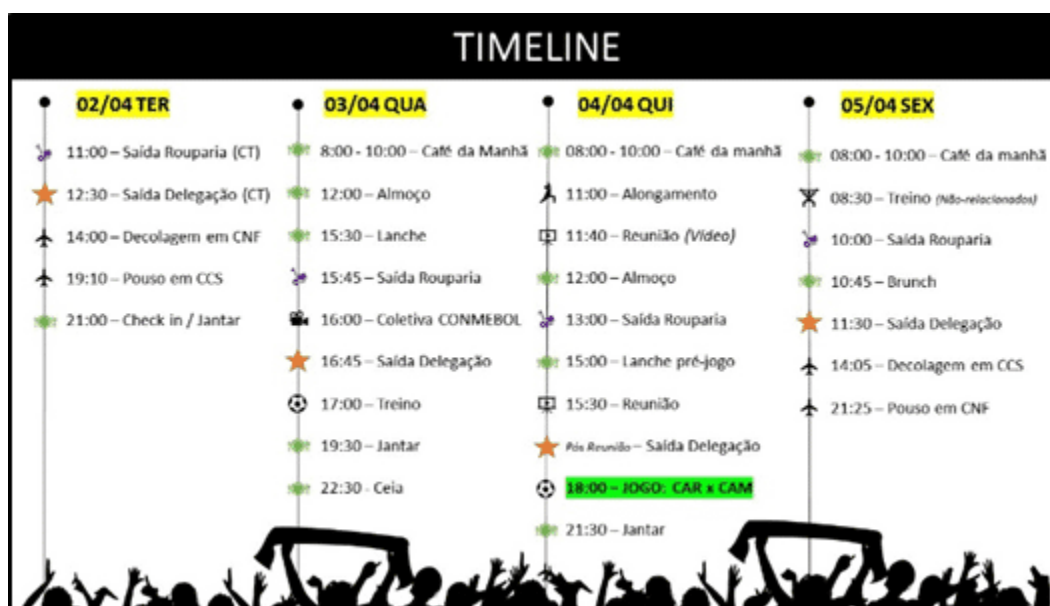 TIMELINE
02/04 TER
11:00 – Saída Rouparia (CT)
12:30 – Saída Delegação (CT)
14:00 – Decolagem em CNF
19:10 – Pouso em CCS
21:00 – Check in / Jantar
03/04 QUA
8:00 - 10:00 – Café da Manhã
12:00 – Almoço
15:30 – Lanche
15:45 – Saída Rouparia
16:00 – Coletiva CONMEBOL
16:45 – Saída Delegação
17:00 – Treino
19:30 – Jantar
22:30 - Ceia
04/04 QUI
08:00 - 10:00 – Café da manhã
11:00 – Alongamento
11:40 – Reunião (Vídeo)
12:00 – Almoço
13:00 – Saída Rouparia
15:00 – Lanche pré-jogo
15:30 – Reunião
Pós Reunião – Saída Delegação
18:00 – JOGO: CAR x CAM
21:30 – Jantar
05/04 SEX
08:00 - 10:00 – Café da manhã
08:30 – Treino (Não-relacionados)
10:00 – Saída Rouparia
10:45 – Brunch
11:30 – Saída Delegação
14:05 – Decolagem em CCS
21:25 – Pouso em CNF